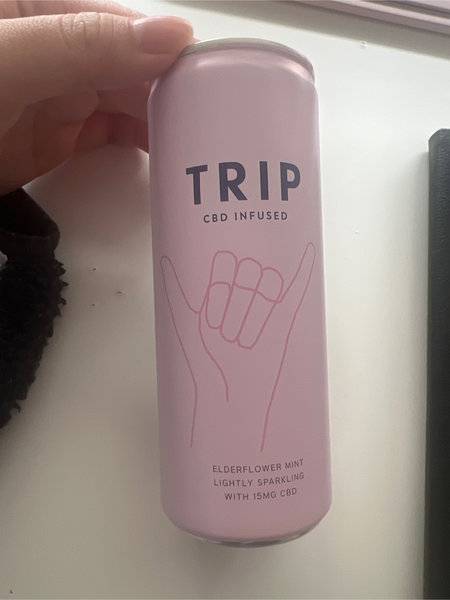 TRIP
CBD INFUSED
ELDERFLOWER MINT
LIGHTLY SPARKLING
WITH 15MG CBD